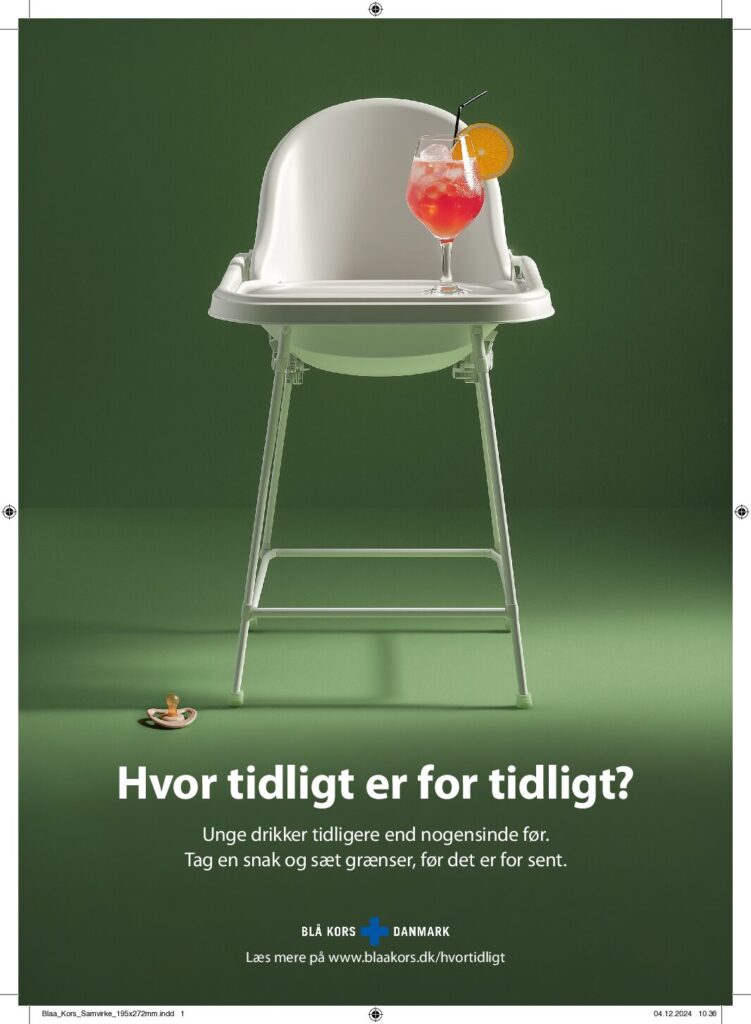 Hvor tidligt er for tidligt?
Unge drikker tidligere end nogensinde før.
Tag en snak og sæt grænser, før det er for sent.
BLÅ KORS DANMARK
Læs mere på www.blaakors.dk/hvortidligt
Blaa_Kors_Samvirke_195x272mm.indd 1 04.12.2024 10.36